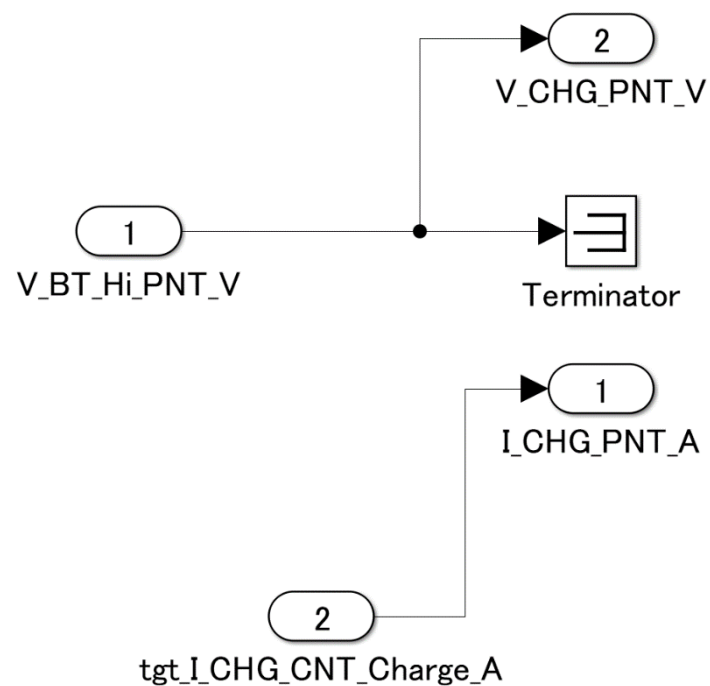 2
V_CHG_PNT_V
1
V_BT_Hi_PNT_V
Terminator
1
I_CHG_PNT_A
2
tgt_I_CHG_CNT_Charge_A